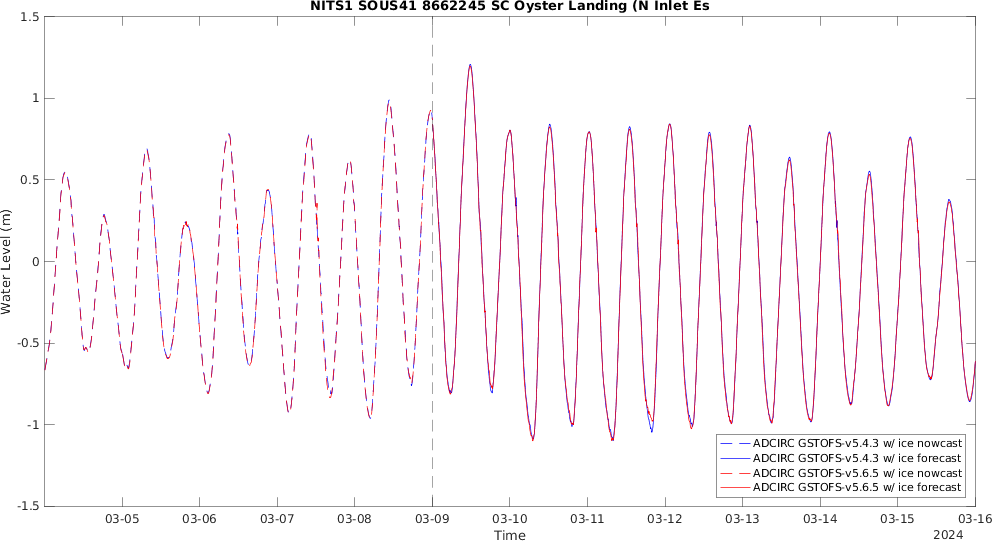 NITS1 SOUS41 8662245 SC Oyster Landing (N Inlet Es
Water Level (m)
1.5
1
0.5
0
-0.5
-1
-1.5
ADCIRC GSTOFS-v5.4.3 w/ ice nowcast
ADCIRC GSTOFS-v5.4.3 w/ ice forecast
ADCIRC GSTOFS-v5.6.5 w/ ice nowcast
ADCIRC GSTOFS-v5.6.5 w/ ice forecast
03-05 03-06 03-07 03-08 03-09 03-10 03-11 03-12 03-13 03-14 03-15 03-16
Time
2024